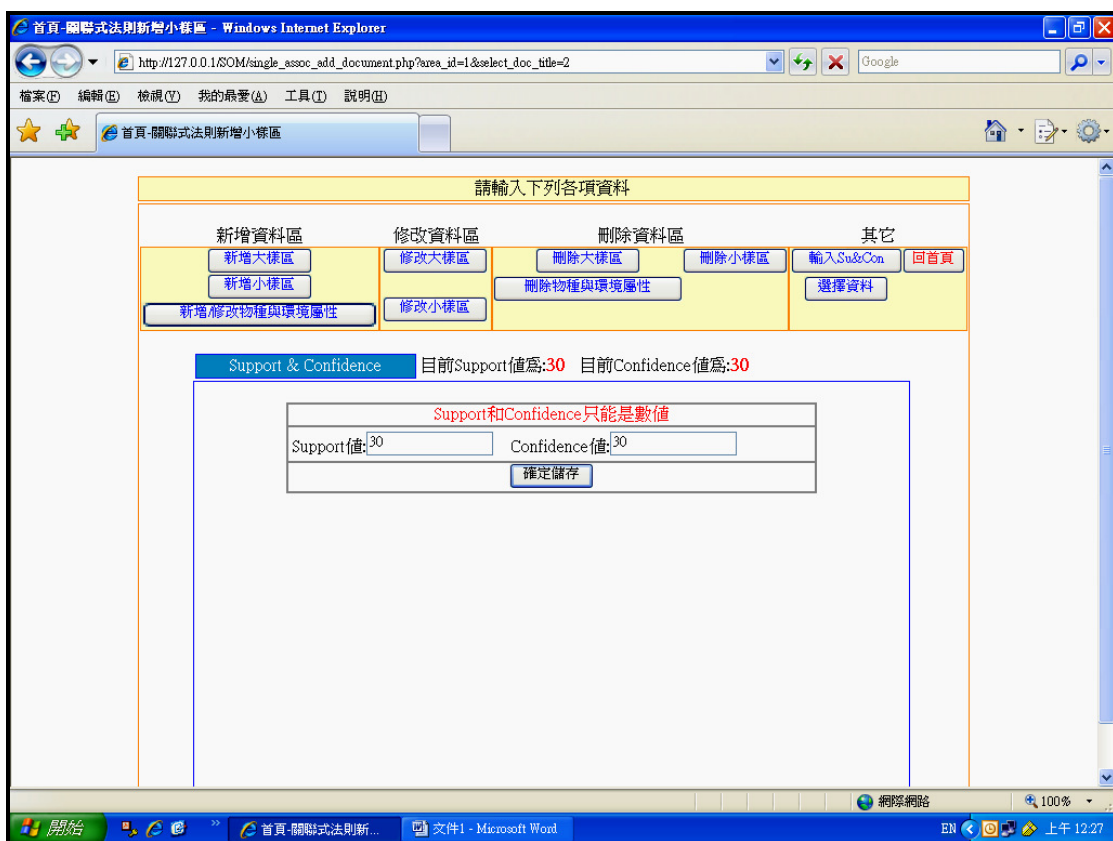 首頁-關聯式法則新增小樣區 - Windows Internet Explorer
http://127.0.0.1/SOM/single_assoc_add_document.php?area_id=1&select_doc_title=2
Google
檔案(F) 編輯(E) 檢視(V) 我的最愛(A) 工具(T) 說明(H)
首頁-關聯式法則新增小樣區
請輸入下列各項資料
新增資料區 修改資料區 刪除資料區 其它
新增大樣區 修改大樣區 刪除大樣區 刪除小樣區 輸入Su&Con 回首頁
新增小樣區 刪除物種與環境屬性 選擇資料
新增/修改物種與環境屬性 修改小樣區
Support & Confidence 目前Support值為:30 目前Confidence值為:30
Support和Confidence只能是數值
Support值:30 Confidence值:30
確定儲存
網際網路 100%
開始 首頁-關聯式法則新... 文件1 - Microsoft Word EN 上午 12:27